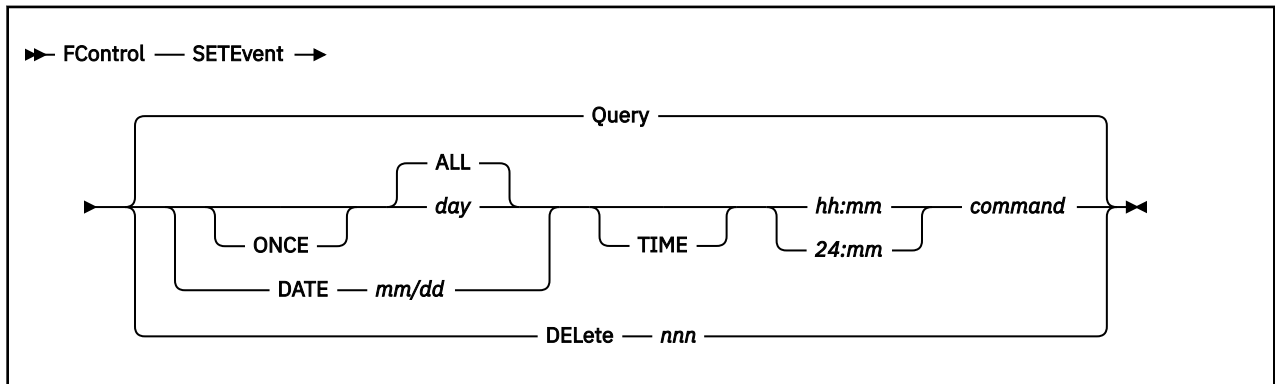 FControl SETEvent
Query
ALL
day hh:mm command
ONCE TIME 24:mm
DATE mm/dd
DELete nnn